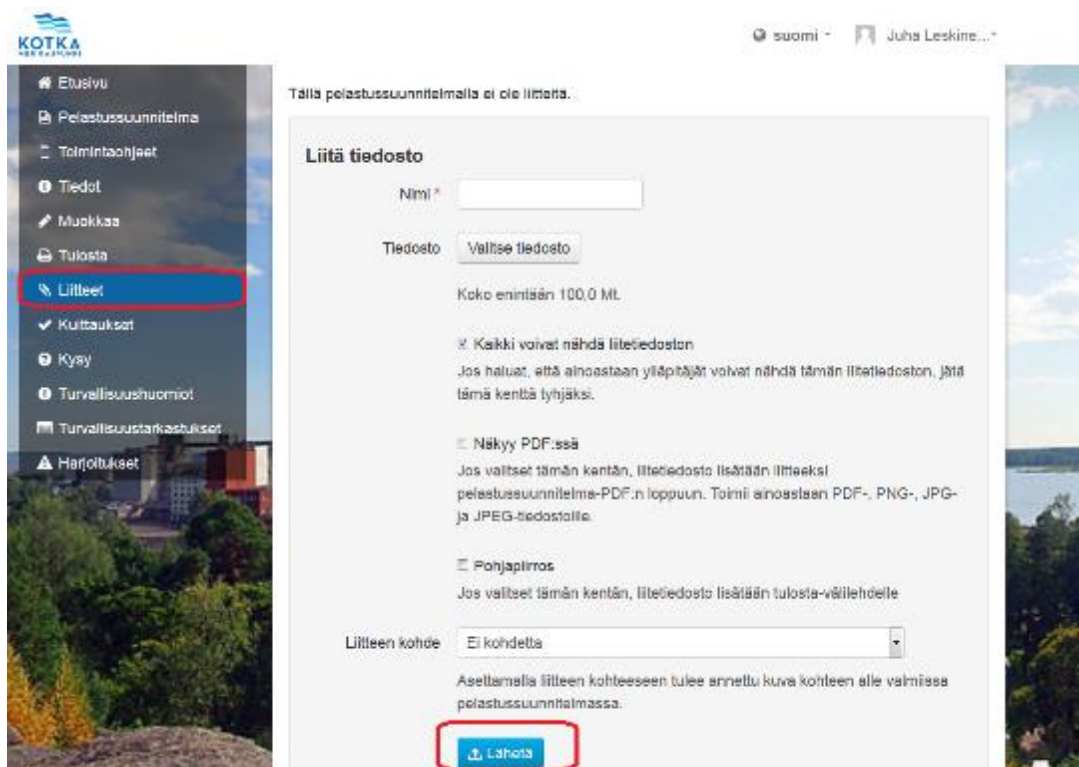 KOTKA
suomi
Juha Leskine...
Etusivu
Pelastussuunnitelma
Toimintaohjeet
Tiedot
Muokkaa
Tulosta
Liitteet
Kuittaukset
Kysy
Turvallisuushuomiot
Turvallisuustarkastukset
Harjoitukset
Tällä pelastussuunnitelmalla ei ole liitteitä.
Liitä tiedosto
Nimi *
Tiedosto Valitse tiedosto
Koko enintään 100,0 Mt.
Kaikki voivat nähdä liitetiedoston
Jos haluat, että ainoastaan ylläpitäjät voivat nähdä tämän liitetiedoston, jätä
tämä kenttä tyhjäksi.
Näkyy PDF:ssä
Jos valitset tämän kentän, liitetiedosto lisätään liitteeksi
pelastussuunnitelma-PDF:n loppuun. Toimii ainoastaan PDF-, PNG-, JPG-
ja JPEG-tiedostoille.
Pohjapiirros
Jos valitset tämän kentän, liitetiedosto lisätään tulosta-välilehdelle
Liitteen kohde Ei kohdetta
Asettamalla liitteen kohteeseen tulee annettu kuva kohteen alle valmiissa
pelastussuunnitelmassa.
Lähetä